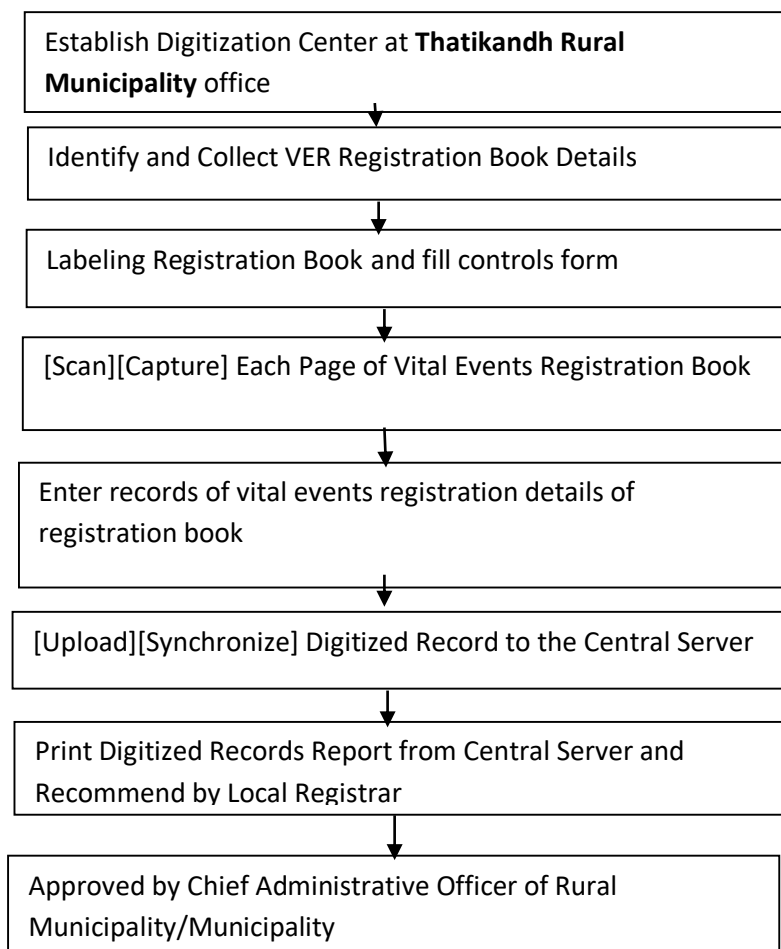 Establish Digitization Center at Thatikandh Rural
Municipality office
Identify and Collect VER Registration Book Details
Labeling Registration Book and fill controls form
[Scan][Capture] Each Page of Vital Events Registration Book
Enter records of vital events registration details of
registration book
[Upload][Synchronize] Digitized Record to the Central Server
Print Digitized Records Report from Central Server and
Recommend by Local Registrar
Approved by Chief Administrative Officer of Rural
Municipality/Municipality